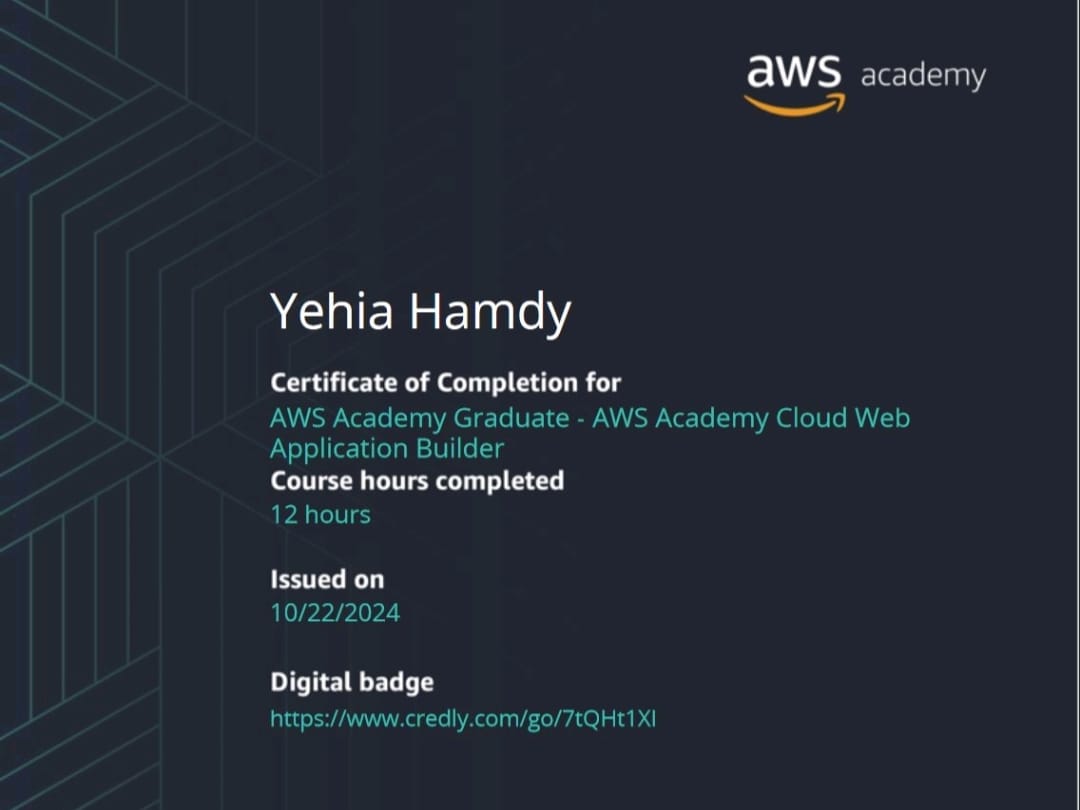 aws academy
Yehia Hamdy
Certificate of Completion for
AWS Academy Graduate - AWS Academy Cloud Web
Application Builder
Course hours completed
12 hours
Issued on
10/22/2024
Digital badge
https://www.credly.com/go/7tQHt1XI